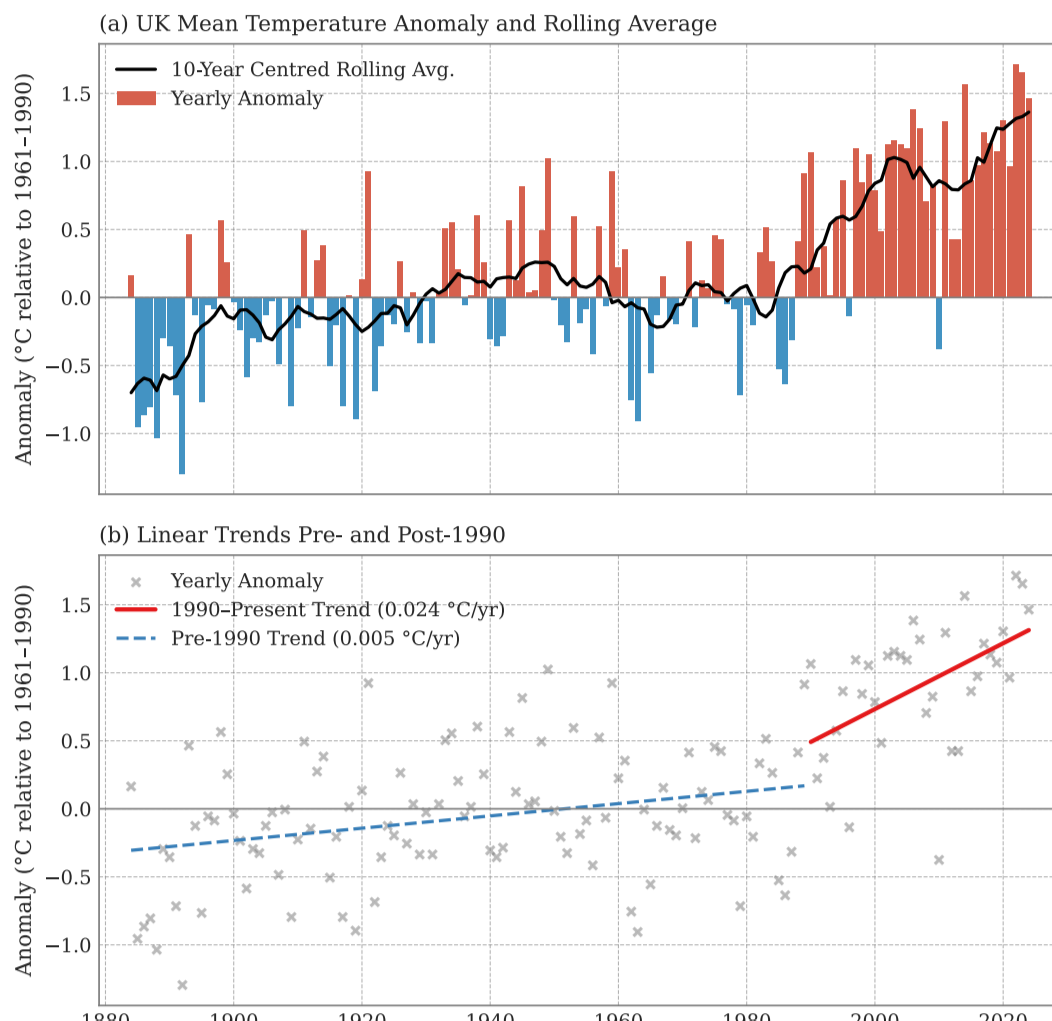 (a) UK Mean Temperature Anomaly and Rolling Average
10-Year Centred Rolling Avg.
Yearly Anomaly
Anomaly (°C relative to 1961–1990)
1.5
1.0
0.5
0.0
−0.5
−1.0
(b) Linear Trends Pre- and Post-1990
Yearly Anomaly
1990–Present Trend (0.024 °C/yr)
Pre-1990 Trend (0.005 °C/yr)
Anomaly (°C relative to 1961–1990)
1.5
1.0
0.5
0.0
−0.5
−1.0
1880 1900 1920 1940 1960 1980 2000 2020